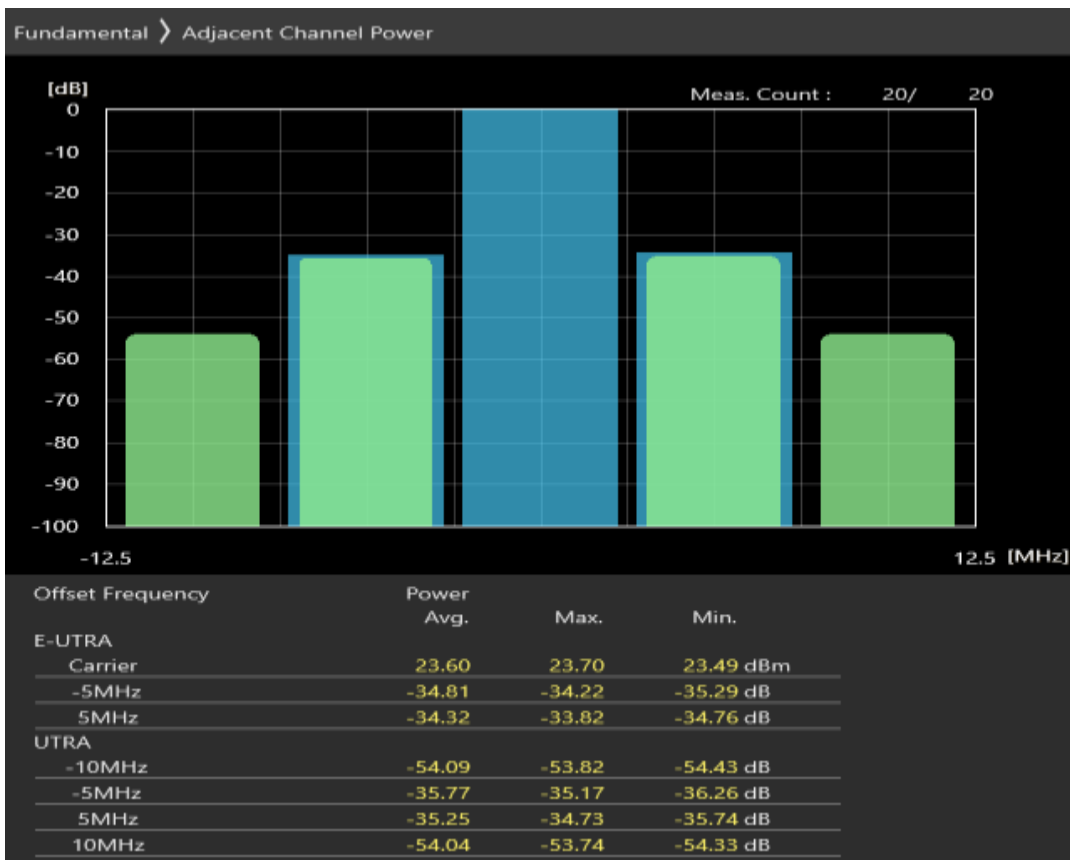 Fundamental 〉 Adjacent Channel Power
[dB]
Meas. Count : 20/ 20
0
-10
-20
-30
-40
-50
-60
-70
-80
-90
-100
-12.5 12.5 [MHz]
Offset Frequency Power
Avg. Max. Min.
E-UTRA
Carrier 23.60 23.70 23.49 dBm
-5MHz -34.81 -34.22 -35.29 dB
5MHz -34.32 -33.82 -34.76 dB
UTRA
-10MHz -54.09 -53.82 -54.43 dB
-5MHz -35.77 -35.17 -36.26 dB
5MHz -35.25 -34.73 -35.74 dB
10MHz -54.04 -53.74 -54.33 dB